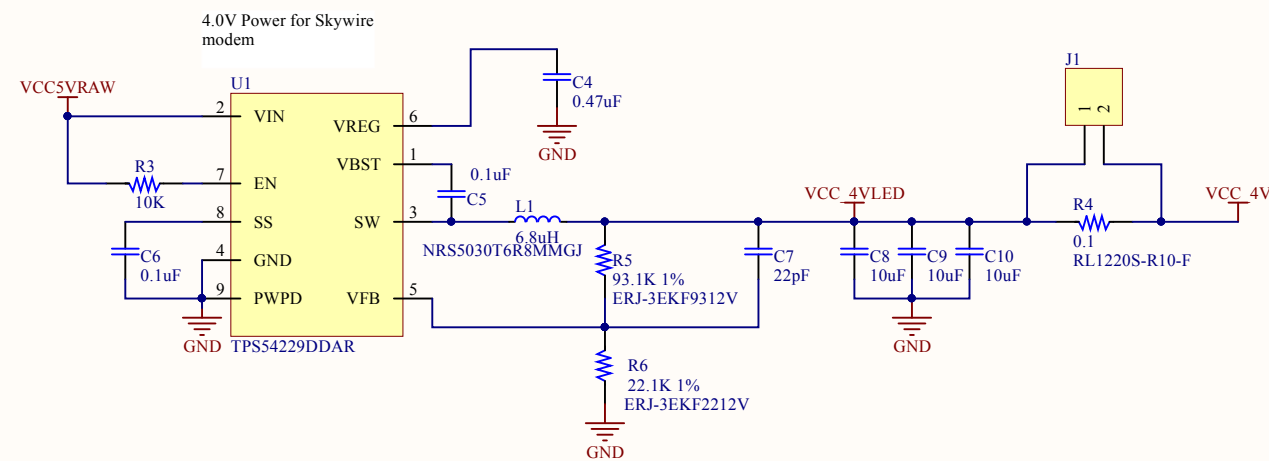 4.0V Power for Skywire
modem
VCC5VRAW
U1
2
VIN
VREG
6
C4
0.47uF
GND
J1
1
2
VBST
1
R3
10K
7
EN
0.1uF
C5
8
SS
SW
3
L1
6.8uH
NRS5030T6R8MMGJ
VCC_4VLED
R4
0.1
RL1220S-R10-F
VCC_4V
C6
0.1uF
4
GND
9
PWPD
VFB
5
GND
TPS54229DDAR
R5
93.1K 1%
ERJ-3EKF9312V
C7
22pF
C8
10uF
C9
10uF
C10
10uF
GND
R6
22.1K 1%
ERJ-3EKF2212V
GND